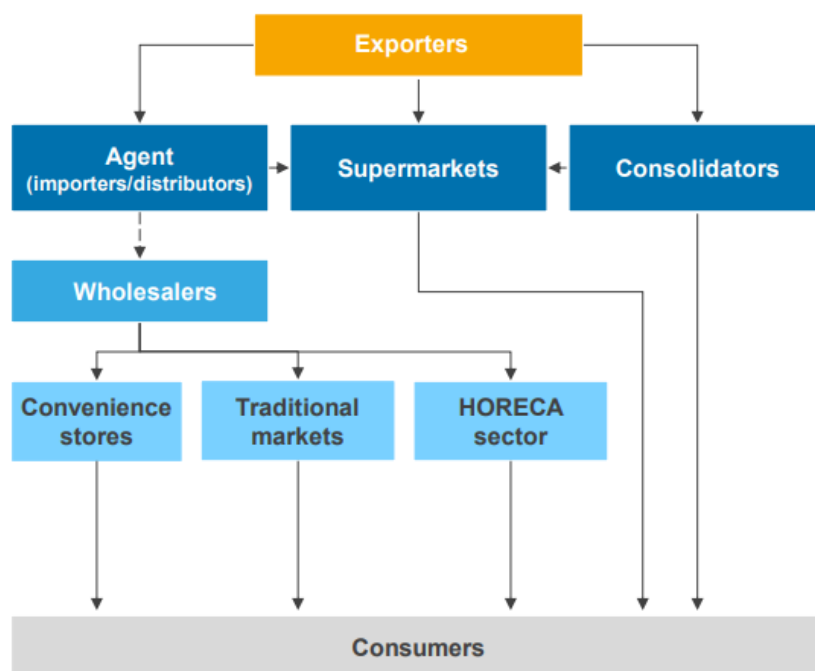 Exporters
Agent
(importers/distributors)
Supermarkets
Consolidators
Wholesalers
Convenience
stores
Traditional
markets
HORECA
sector
Consumers